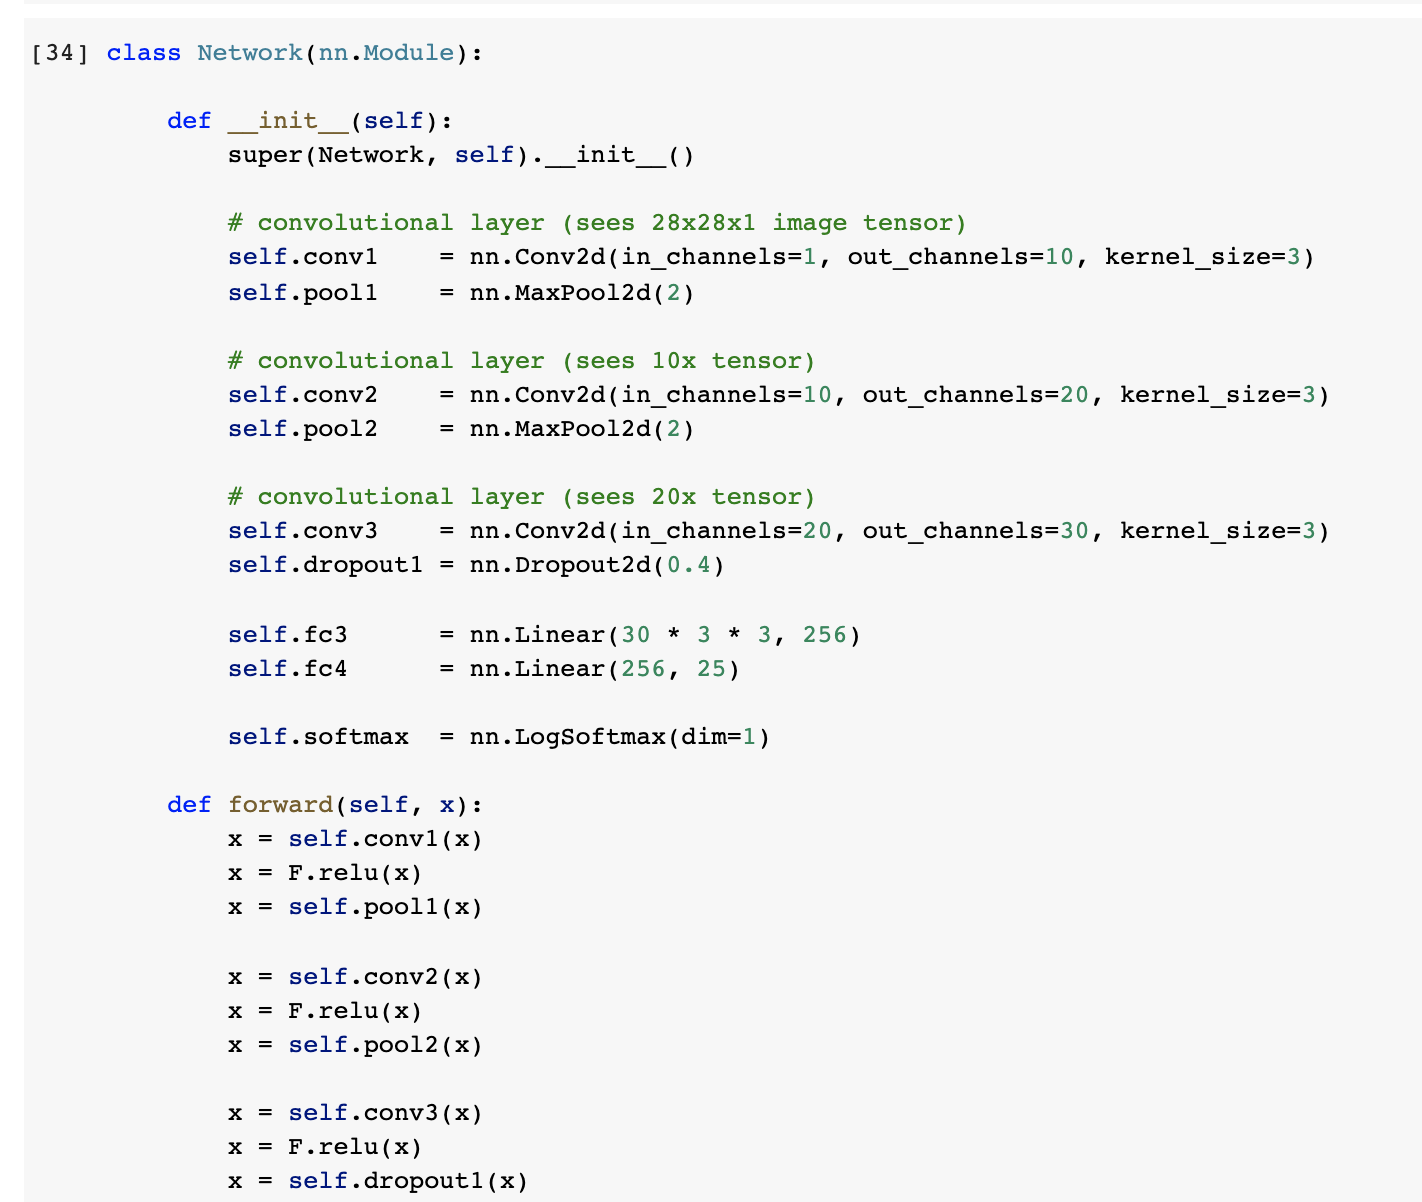 [34] class Network(nn.Module):
def __init__(self):
super(Network, self).__init__()
# convolutional layer (sees 28x28x1 image tensor)
self.conv1    = nn.Conv2d(in_channels=1, out_channels=10, kernel_size=3)
self.pool1    = nn.MaxPool2d(2)
# convolutional layer (sees 10x tensor)
self.conv2    = nn.Conv2d(in_channels=10, out_channels=20, kernel_size=3)
self.pool2    = nn.MaxPool2d(2)
# convolutional layer (sees 20x tensor)
self.conv3    = nn.Conv2d(in_channels=20, out_channels=30, kernel_size=3)
self.dropout1 = nn.Dropout2d(0.4)
self.fc3      = nn.Linear(30 * 3 * 3, 256)
self.fc4      = nn.Linear(256, 25)
self.softmax  = nn.LogSoftmax(dim=1)
def forward(self, x):
x = self.conv1(x)
x = F.relu(x)
x = self.pool1(x)
x = self.conv2(x)
x = F.relu(x)
x = self.pool2(x)
x = self.conv3(x)
x = F.relu(x)
x = self.dropout1(x)